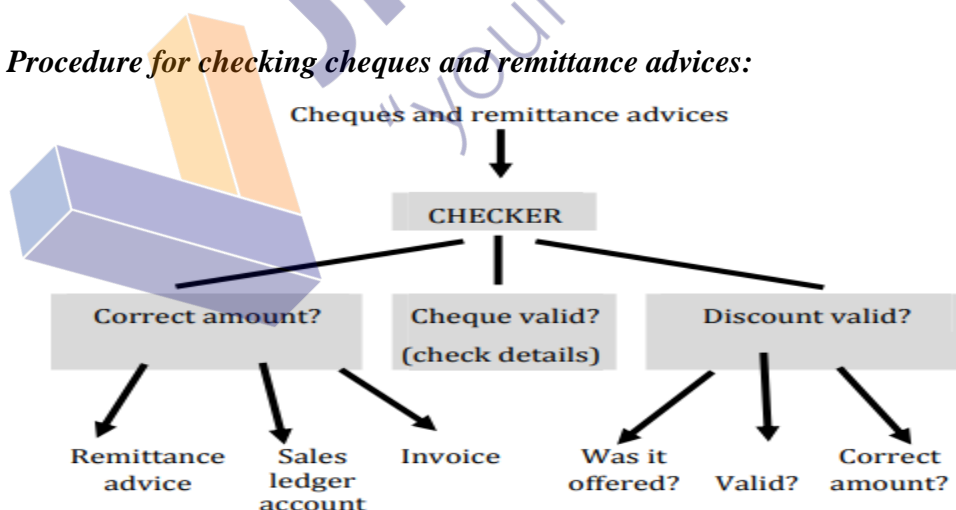 Procedure for checking cheques and remittance advices:
"your
Cheques and remittance advices
CHECKER
Correct amount?
Cheque valid?
(check details)
Discount valid?
Remittance
advice
Sales
ledger
account
Invoice
Was it
offered?
Valid?
Correct
amount?